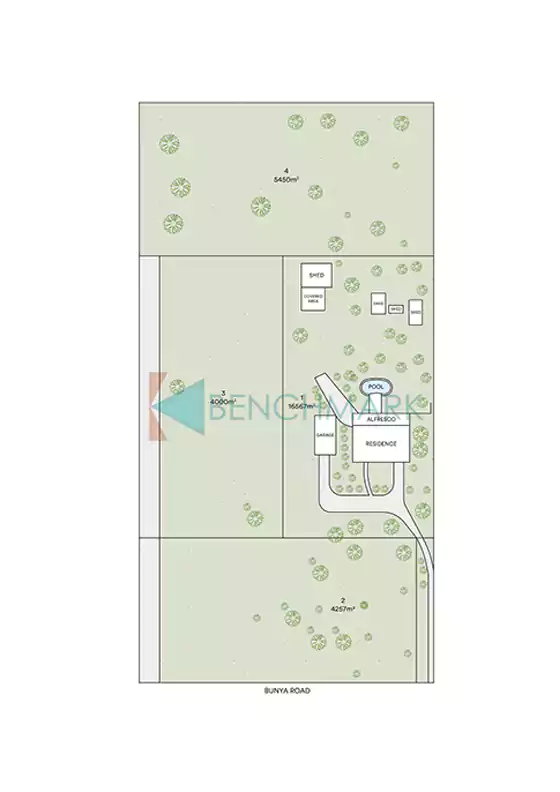 4
5450m²
SHED
COVERED
AREA
SHED
SHED
3
4000m²
1
16567m²
BENCHMARK
POOL
ALFRESCO
GARAGE
RESIDENCE
2
4257m²
BUNYA ROAD